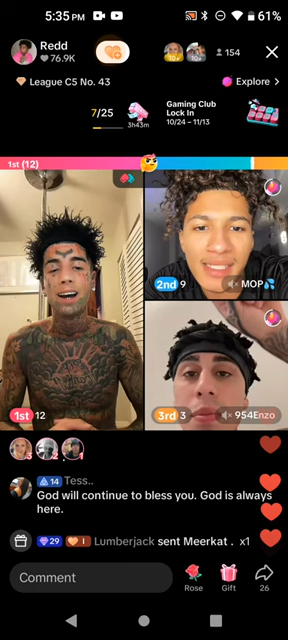 5:35 PM
61%
Redd
76.9K
154
League C5 No. 43
Explore >
7/25
3h43m
Gaming Club
Lock In
10/24 – 11/13
1st (12)
2nd 9
MOP💦
1st 12
3rd 3
954Enzo
14 Tess..
God will continue to bless you. God is always
here.
29
1
Lumberjack sent Meerkat . x1
Comment
Rose
Gift
26